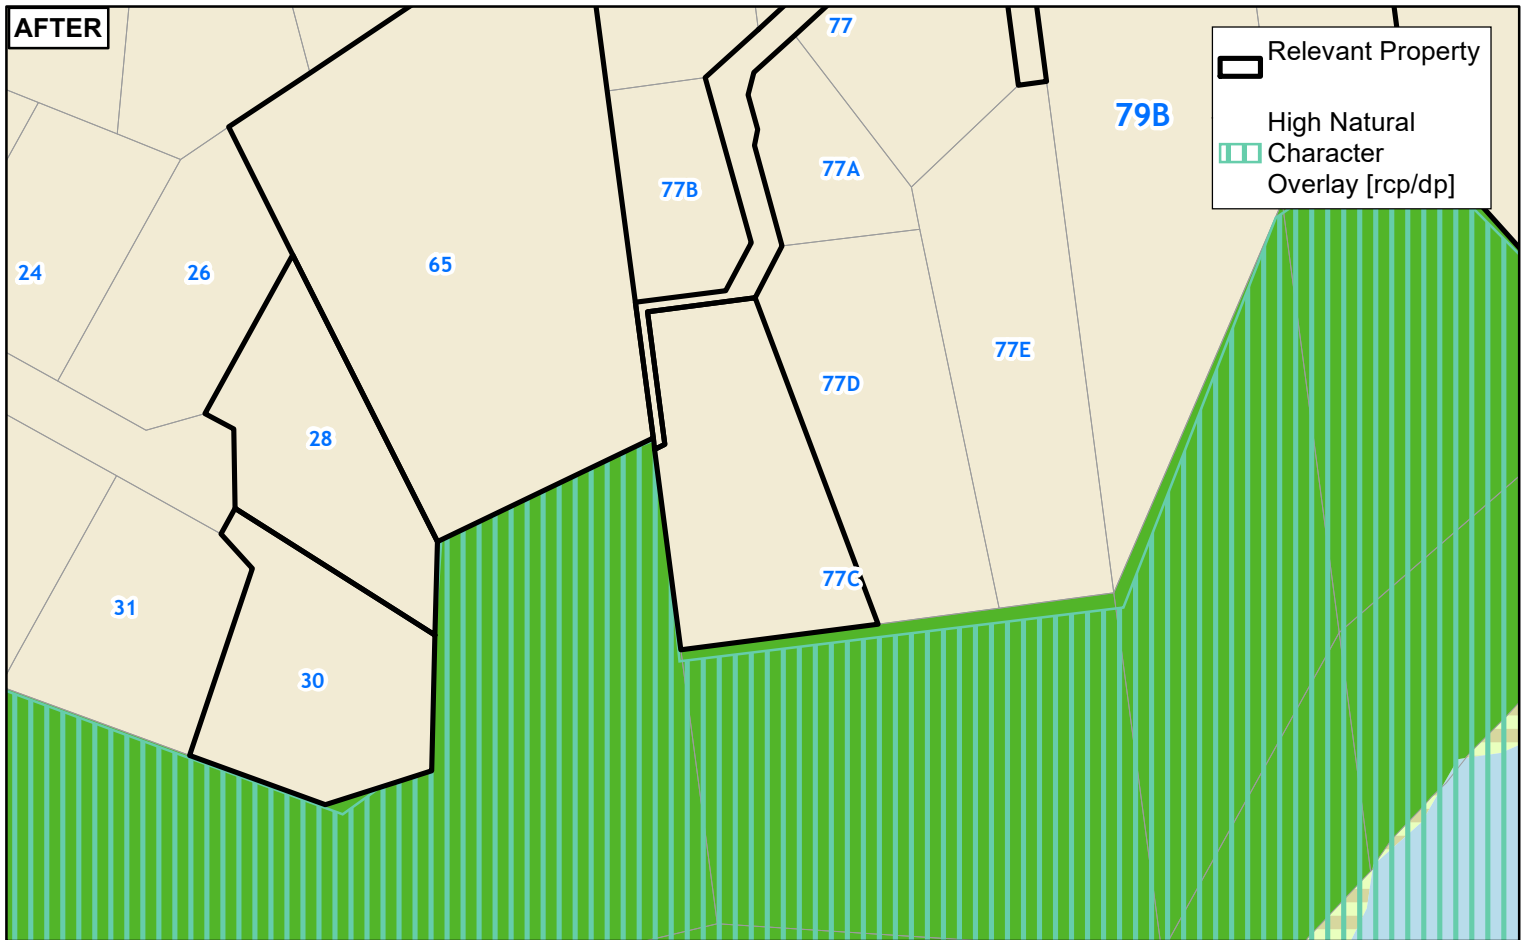 AFTER
77
Relevant Property
High Natural
Character
Overlay [rcp/dp]
79B
77A
77B
24
26
65
77E
77D
28
77C
31
30